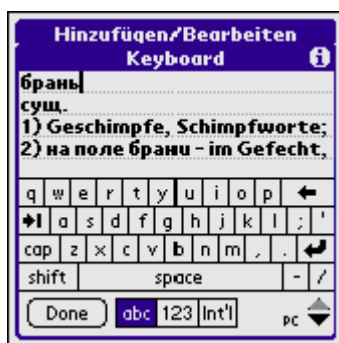 Hinzufügen/Bearbeiten
Keyboard
брань
сущ.
1) Geschimpfe, Schimpfworte;
2) на поле брани - im Gefecht,
q w e r t y u i o p
a s d f g h j k l ; '
cap z x c v b n m , .
shift space - /
Done abc 123 Int'l PC